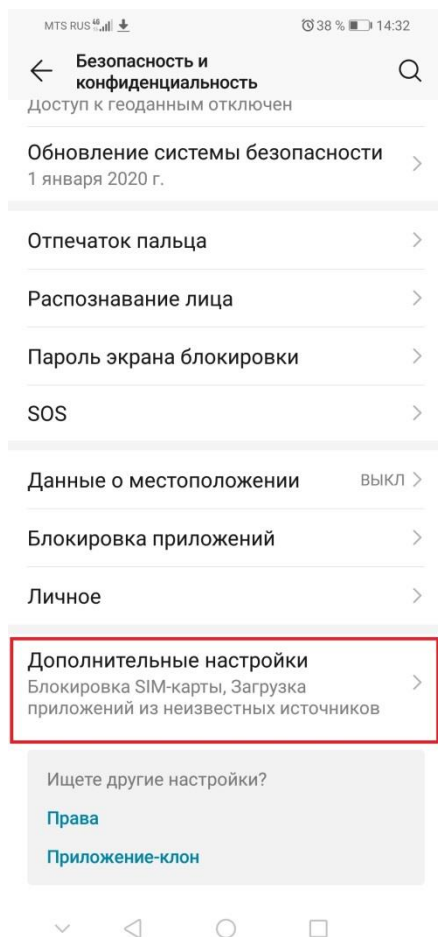 MTS RUS 38 % 14:32
Безопасность и
конфиденциальность
Доступ к геоданным отключен
Обновление системы безопасности
1 января 2020 г.
Отпечаток пальца
Распознавание лица
Пароль экрана блокировки
SOS
Данные о местоположении ВЫКЛ
Блокировка приложений
Личное
Дополнительные настройки
Блокировка SIM-карты, Загрузка
приложений из неизвестных источников
Ищете другие настройки?
Права
Приложение-клон